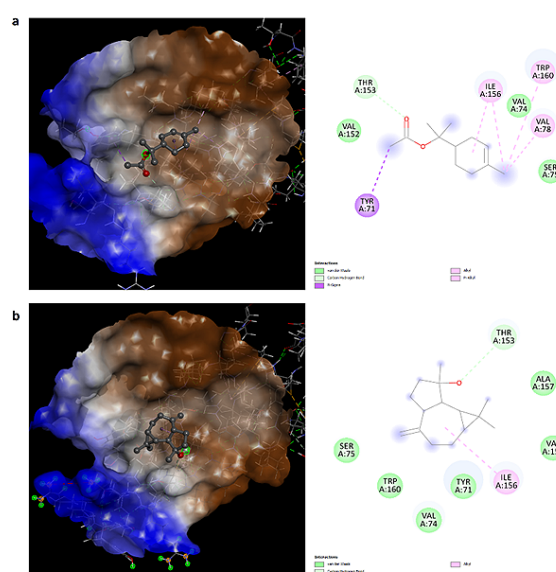 a
THR
A:153
VAL
A:152
TYR
A:71
ILE
A:156
TRP
A:160
VAL
A:74
VAL
A:78
SER
A:75
O
O
Interactions
van der Waals
Carbon Hydrogen Bond
Pi-Sigma
Alkyl
Pi-Alkyl
b
THR
A:153
ALA
A:157
SER
A:75
TRP
A:160
VAL
A:74
TYR
A:71
ILE
A:156
O
Interactions
van der Waals
Carbon Hydrogen Bond
Alkyl